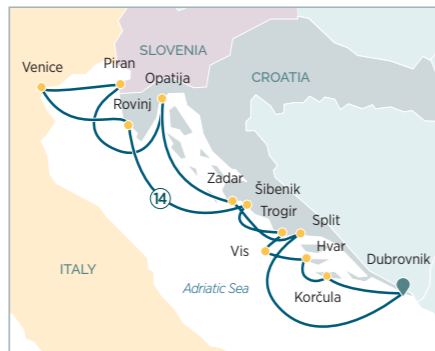 SLOVENIA
Venice
Piran
Opatija
CROATIA
Rovinj
Zadar
Šibenik
14
Trogir
Split
Vis
Hvar
Dubrovnik
ITALY
Adriatic Sea
Korčula